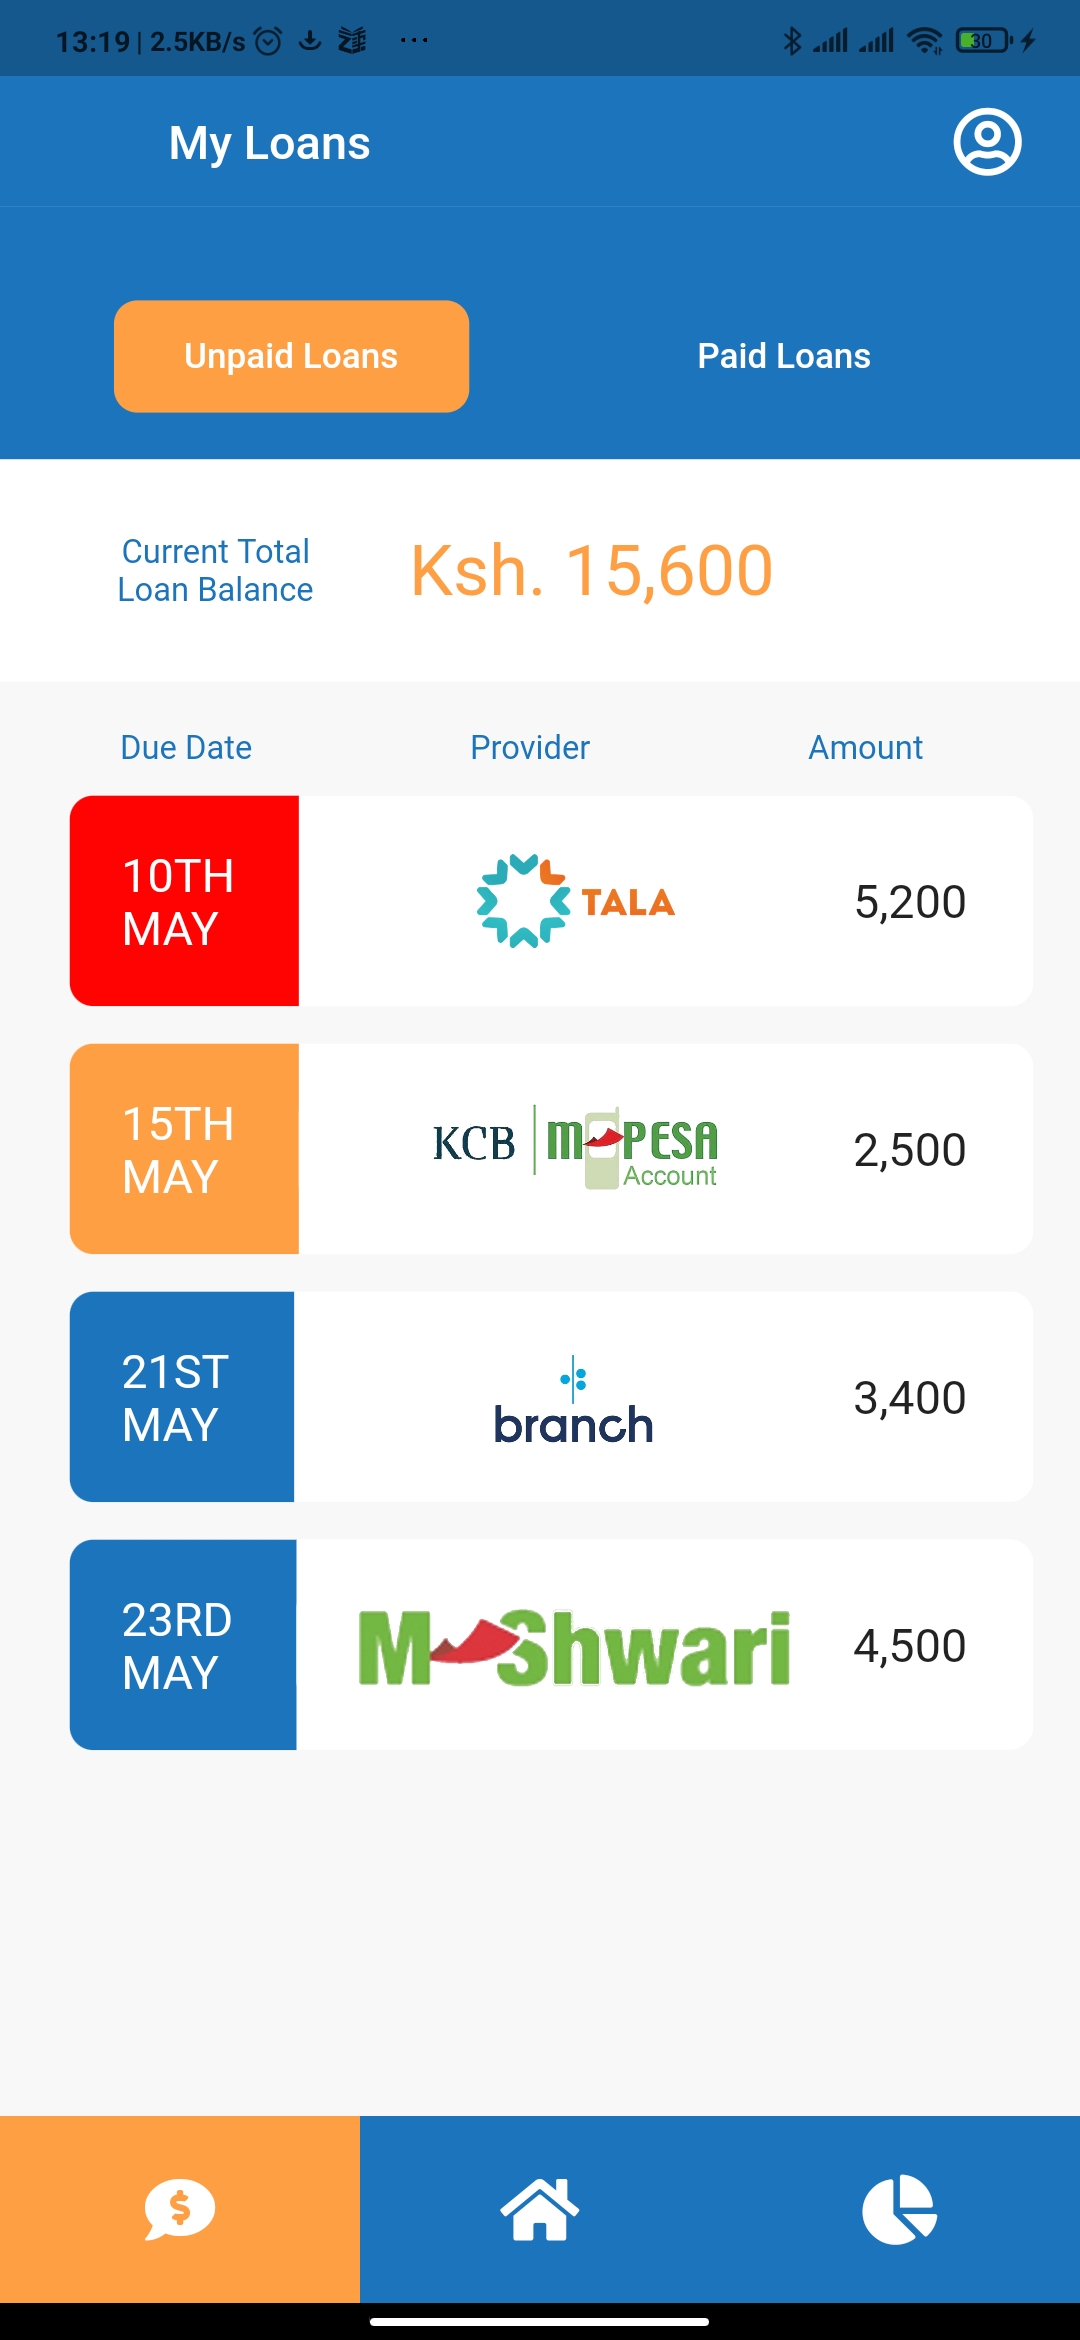 13:19 | 2.5KB/s
30
My Loans
Unpaid Loans
Paid Loans
Current Total
Loan Balance
Ksh. 15,600
Due Date Provider Amount
10TH
MAY
TALA
5,200
15TH
MAY
KCB M-PESA
Account
2,500
21ST
MAY
branch
3,400
23RD
MAY
M-Shwari
4,500